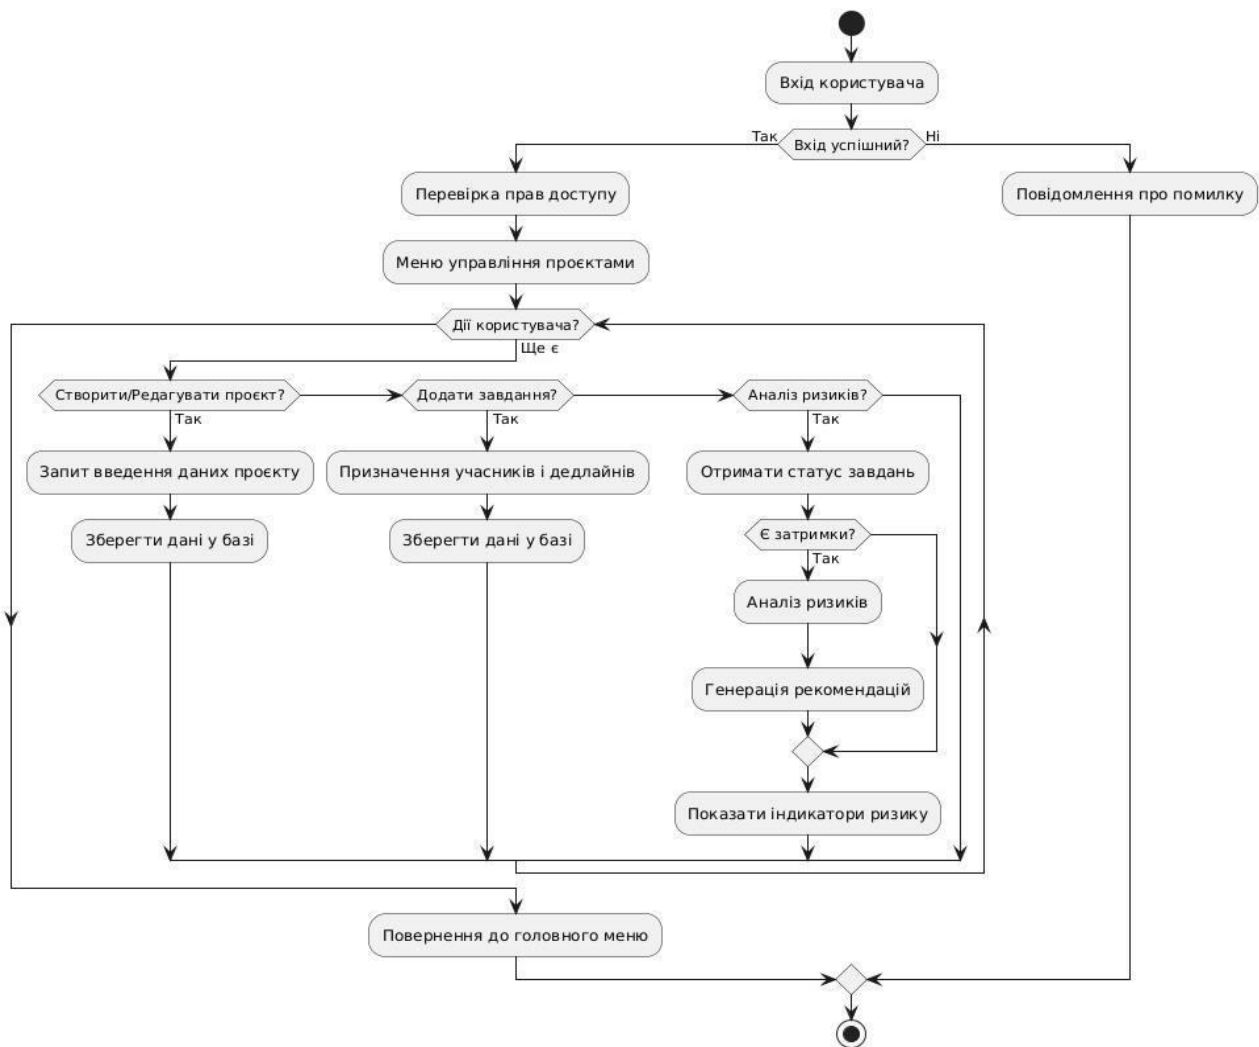 Вхід користувача
Так
Вхід успішний?
Ні
Перевірка прав доступу
Повідомлення про помилку
Меню управління проєктами
Дії користувача?
Ще є
Створити/Редагувати проєкт?
Додати завдання?
Аналіз ризиків?
Так
Так
Так
Запит введення даних проєкту
Призначення учасників і дедлайнів
Отримати статус завдань
Зберегти дані у базі
Зберегти дані у базі
Є затримки?
Так
Аналіз ризиків
Генерація рекомендацій
Показати індикатори ризику
Повернення до головного меню